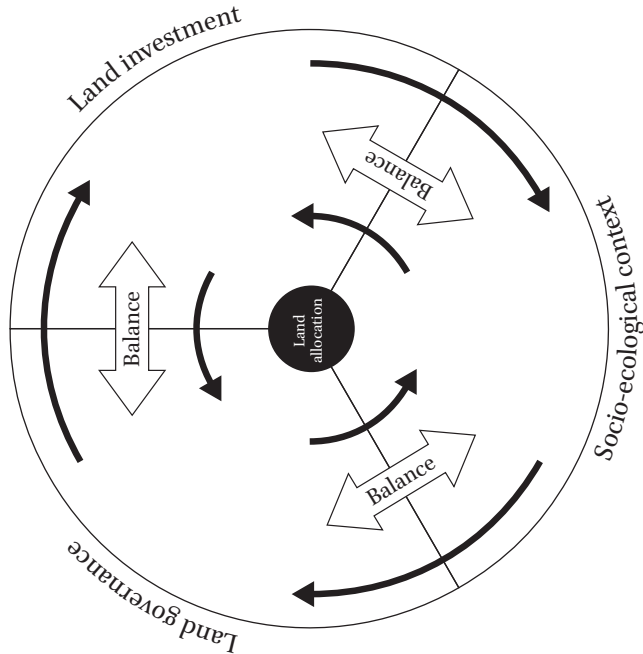 Land investment
Balance
Socio-ecological context
Balance
Land
allocation
Balance
Land governance